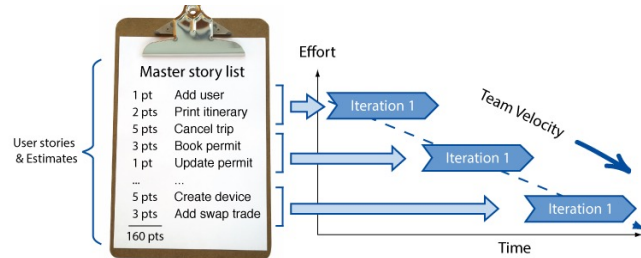 Master story list
1 pt Add user
2 pts Print itinerary
5 pts Cancel trip
3 pts Book permit
1 pt Update permit
... ...
5 pts Create device
3 pts Add swap trade
160 pts
User stories
& Estimates
Effort
Iteration 1
Iteration 1
Iteration 1
Team Velocity
Time